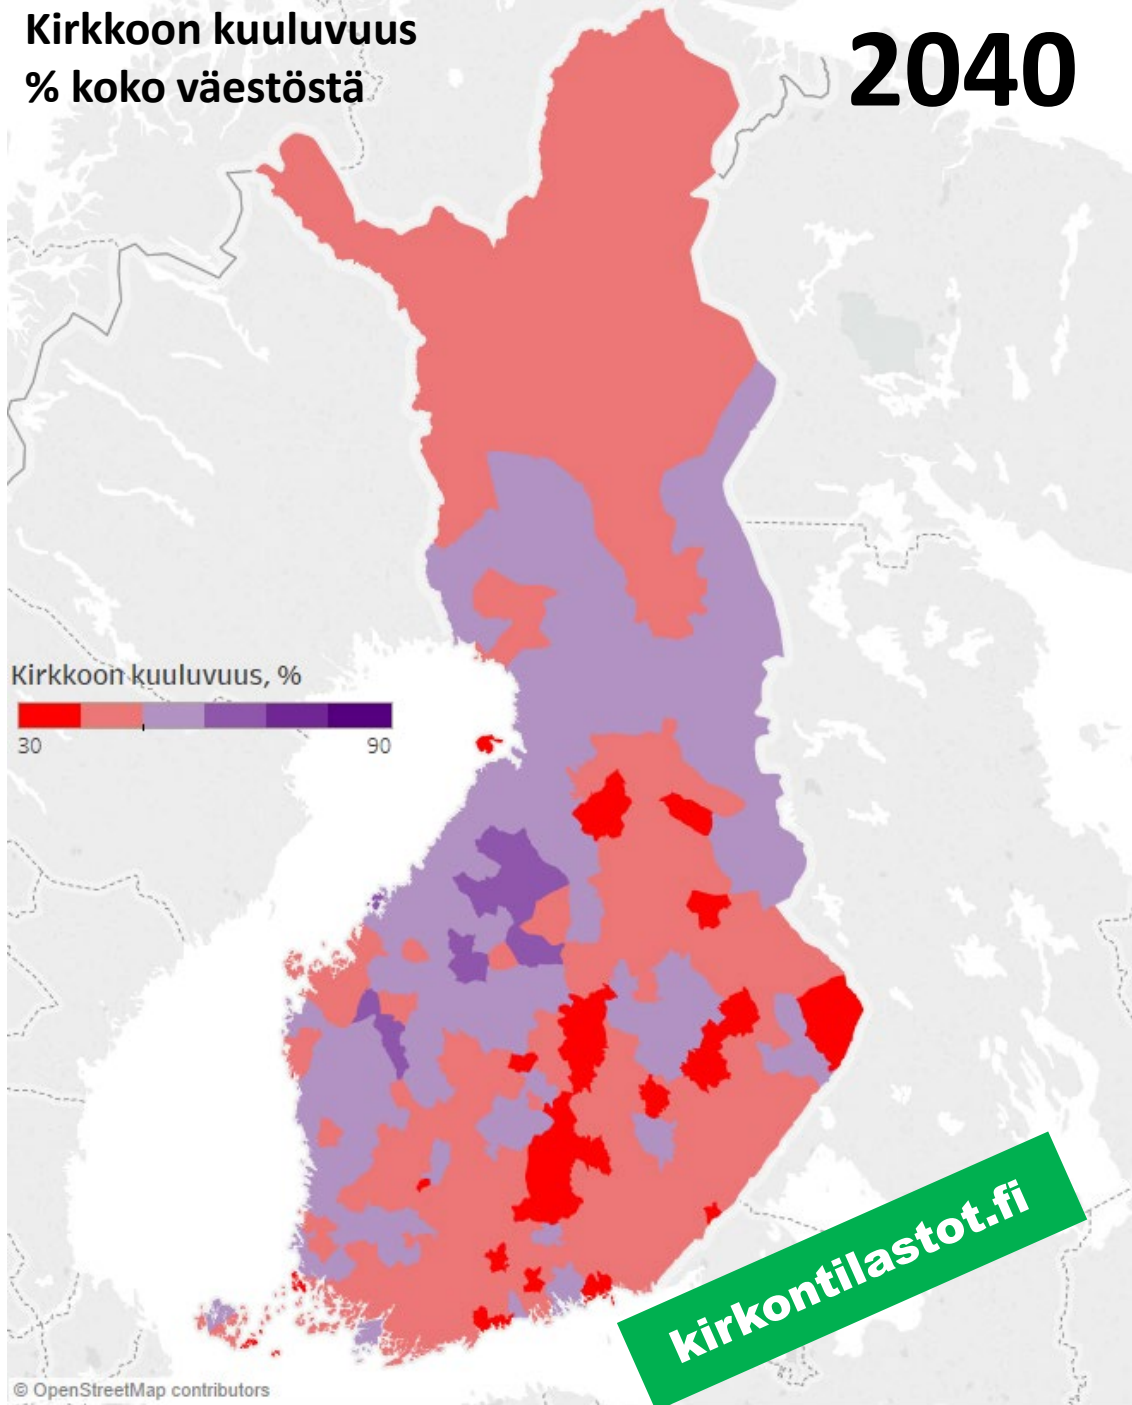 Kirkkoon kuuluvuus
% koko väestöstä
2040
Kirkkoon kuuluvuus, %
30
90
kirkontilastot.fi
© OpenStreetMap contributors